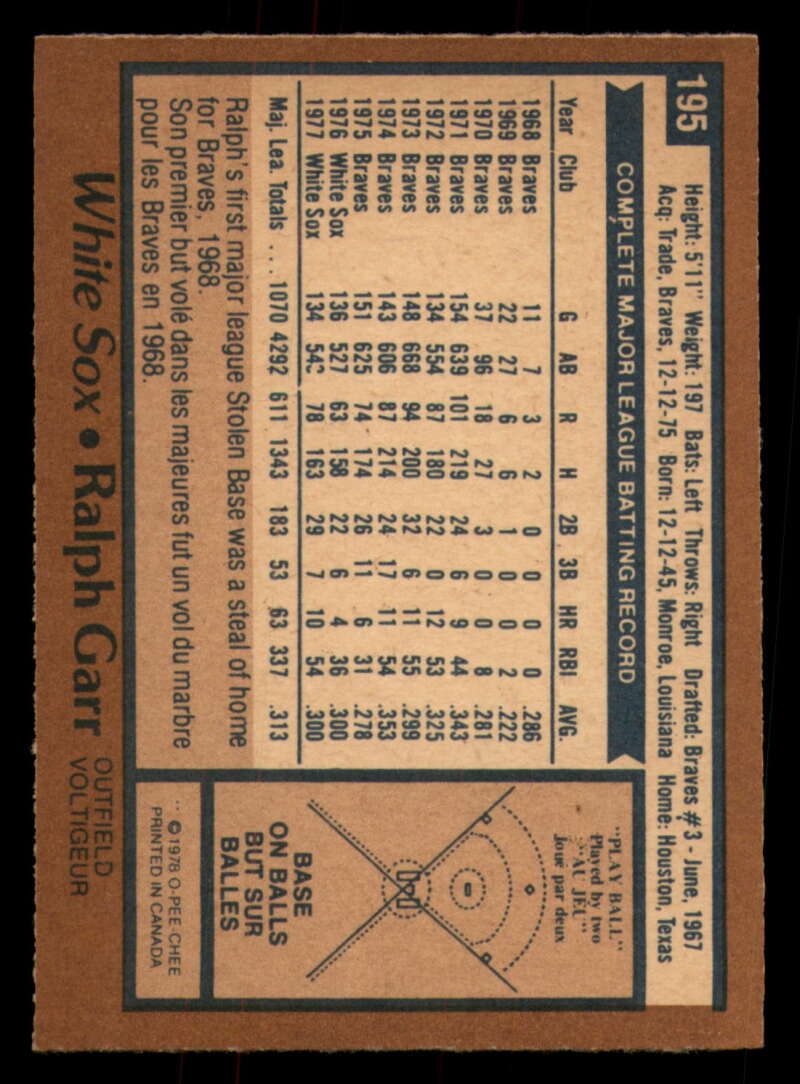 195
Height: 5'11" Weight: 197 Bats: Left Throws: Right Drafted: Braves #3 - June, 1967
Acq: Trade, Braves, 12-12-75 Born: 12-12-45, Monroe, Louisiana Home: Houston, Texas
COMPLETE MAJOR LEAGUE BATTING RECORD
Year Club G AB R H 2B 3B HR RBI AVG.
1968 Braves 11 7 3 2 0 0 0 0 .286
1969 Braves 22 27 6 6 1 0 0 2 .222
1970 Braves 37 96 18 27 3 0 0 8 .281
1971 Braves 154 639 101 219 24 6 9 44 .343
1972 Braves 134 554 87 180 22 0 12 53 .325
1973 Braves 148 668 94 200 32 6 11 55 .299
1974 Braves 143 606 87 214 24 17 11 54 .353
1975 Braves 151 625 74 174 26 11 6 31 .278
1976 White Sox 136 527 63 158 22 6 4 36 .300
1977 White Sox 134 543 78 163 29 7 10 54 .300
Maj. Lea. Totals ... 1070 4292 611 1343 183 53 63 337 .313
Ralph's first major league Stolen Base was a steal of home
for Braves, 1968.
Son premier but volé dans les majeures fut un vol du marbre
pour les Braves en 1968.
"PLAY BALL"
Played by two
"AU JEU"
Joué par deux
BASE
ON BALLS
BUT SUR
BALLES
© 1978 O-PEE-CHEE
PRINTED IN CANADA
White Sox • Ralph Garr
OUTFIELD
VOLTIGEUR